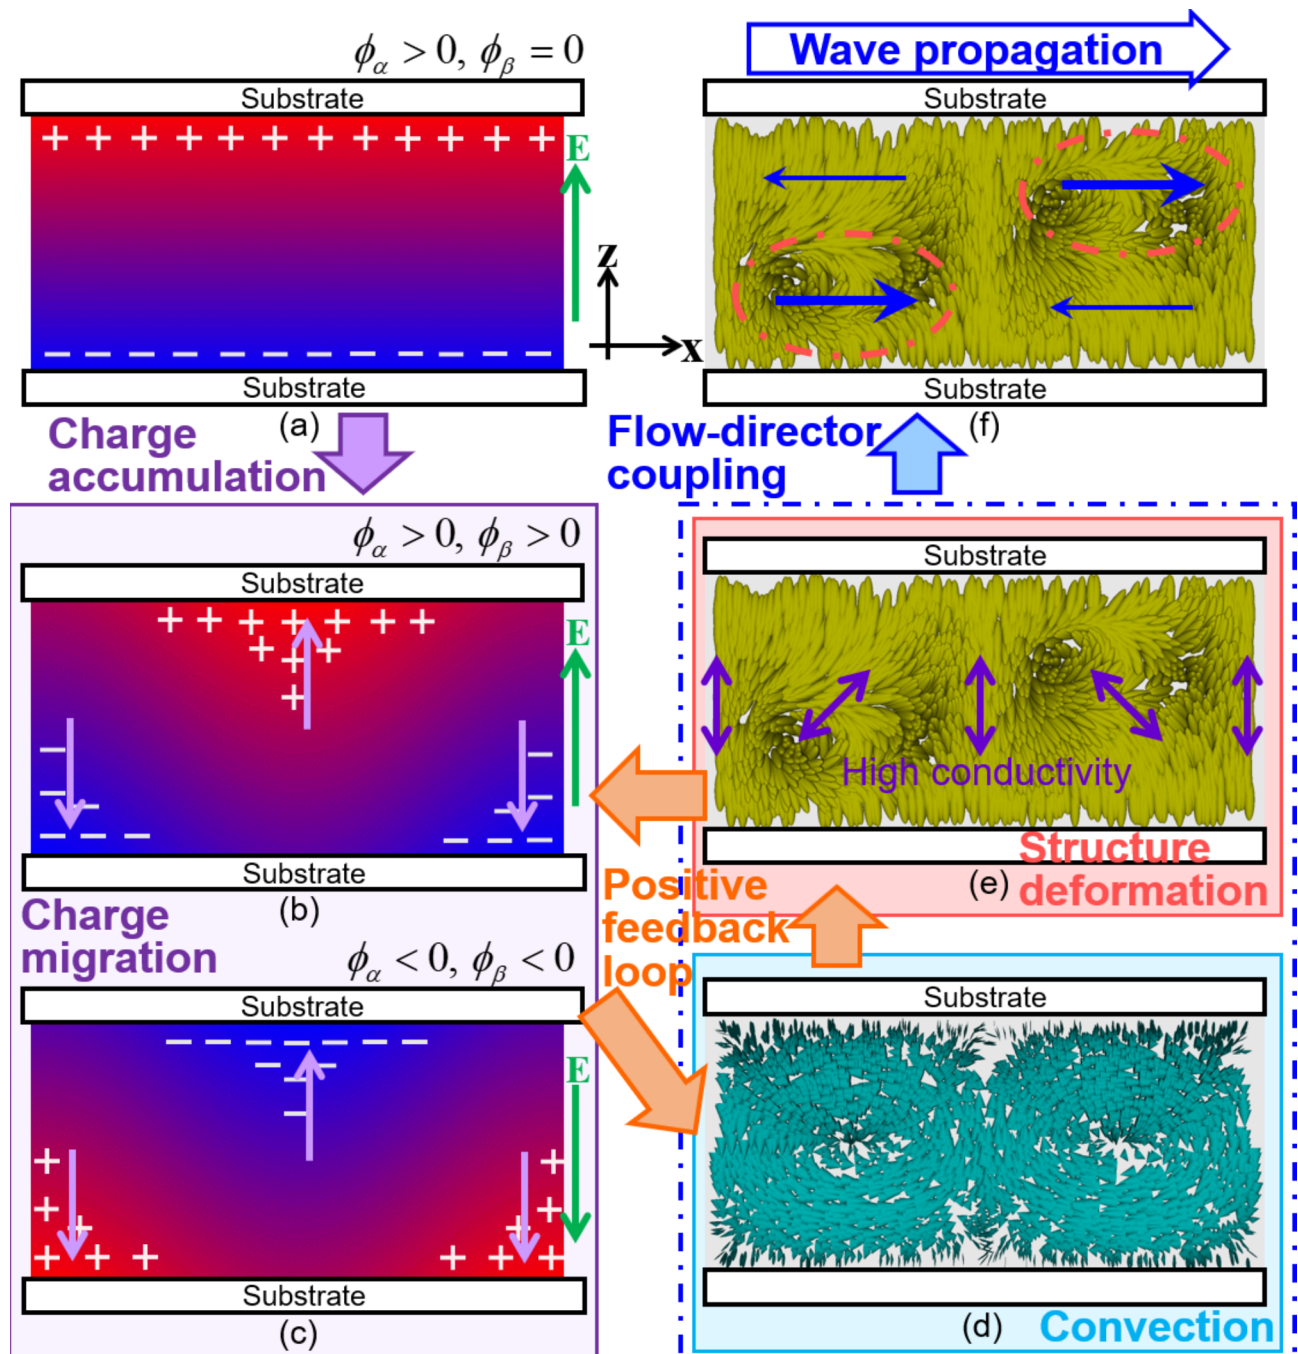 ϕα > 0, ϕβ = 0
Substrate
+ + + + + + + + + + + +
E
− − − − − − − − − − − −
Substrate
(a)
z
x
Wave propagation
Substrate
Substrate
(f)
Charge
accumulation
Flow-director
coupling
ϕα > 0, ϕβ > 0
Substrate
E
Substrate
(b)
Charge
migration
Substrate
High conductivity
Structure
deformation
(e)
Positive
feedback
loop
ϕα < 0, ϕβ < 0
Substrate
E
Substrate
(c)
Substrate
(d)
Convection